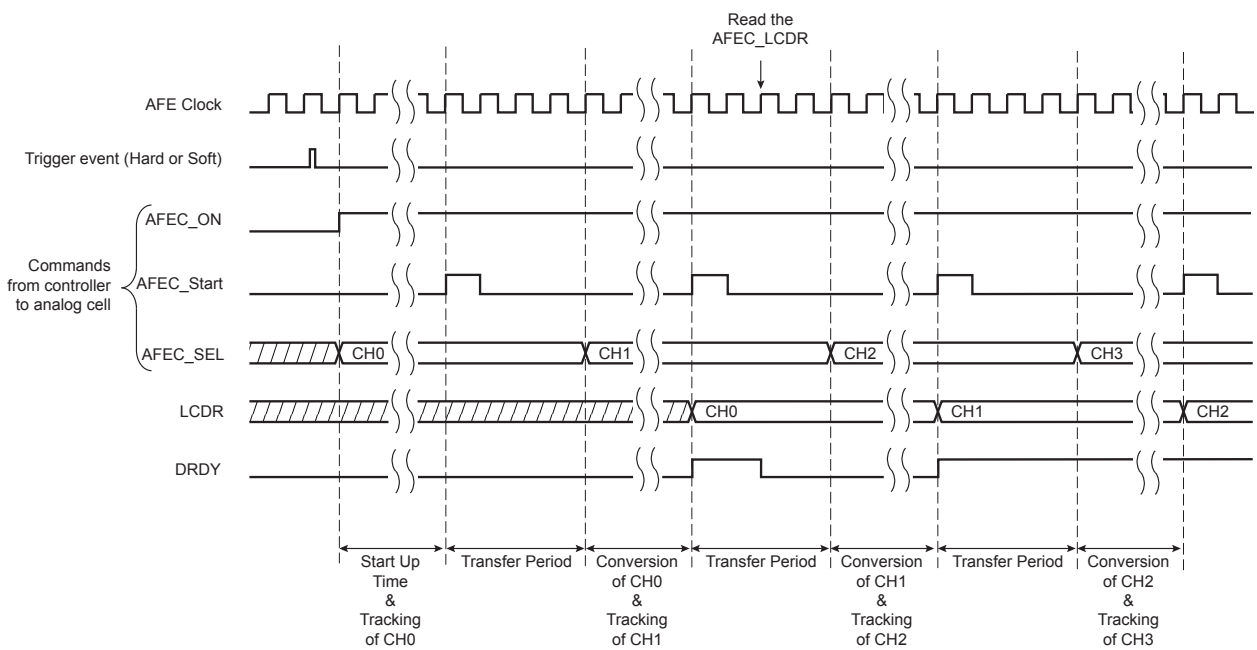 Read the
AFEC_LCDR
AFE Clock
Trigger event (Hard or Soft)
AFEC_ON
Commands
from controller
to analog cell
AFEC_Start
AFEC_SEL
CH0
CH1
CH2
CH3
LCDR
CH0
CH1
CH2
DRDY
Start Up
Time
&
Tracking
of CH0
Transfer Period
Conversion
of CH0
&
Tracking
of CH1
Transfer Period
Conversion
of CH1
&
Tracking
of CH2
Transfer Period
Conversion
of CH2
&
Tracking
of CH3